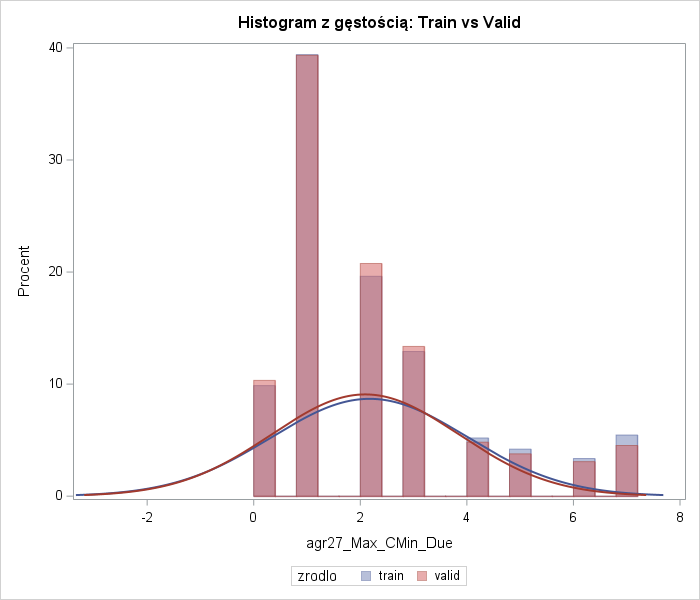 Histogram z gęstością: Train vs Valid
40
30
20
10
0
Procent
-2 0 2 4 6 8
agr27_Max_CMin_Due
zrodlo train valid